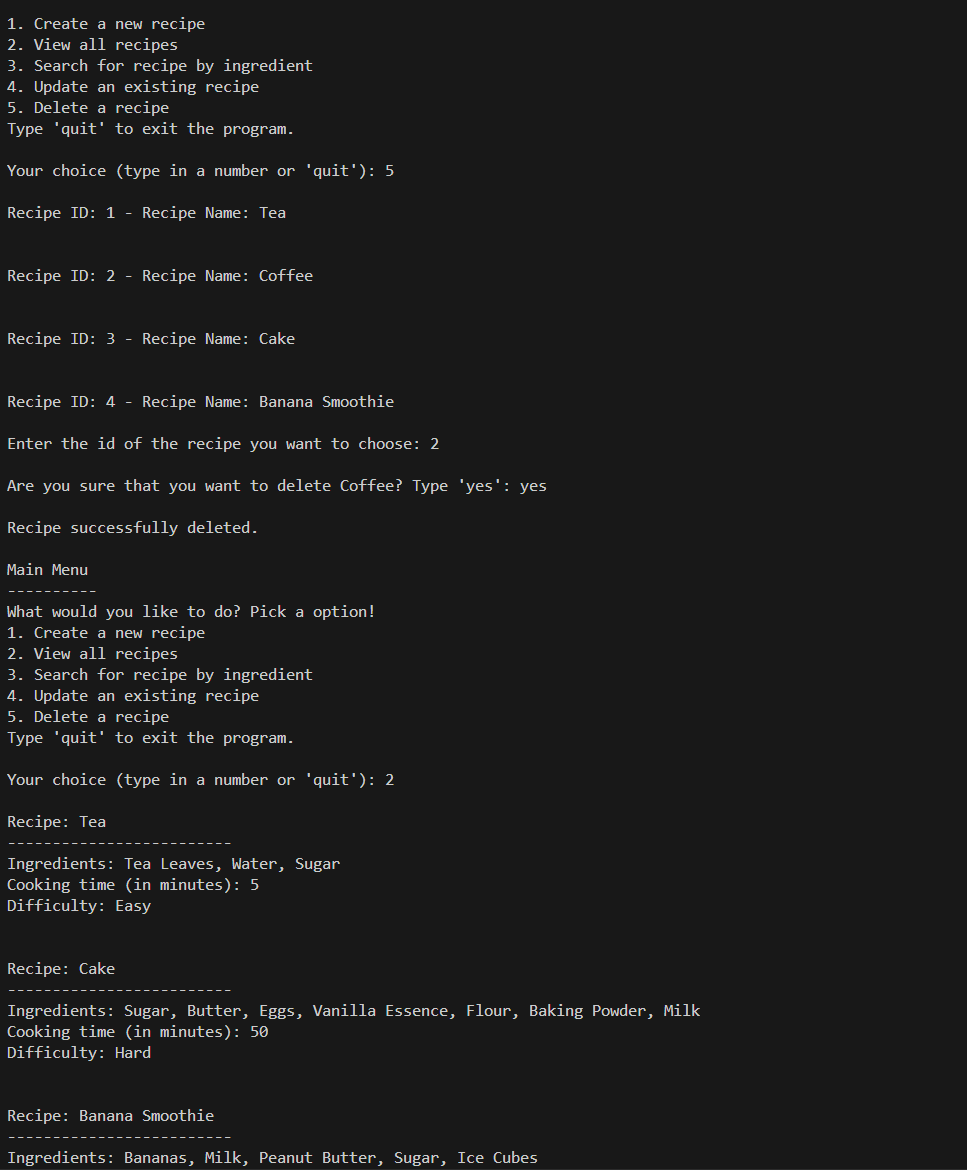 1. Create a new recipe
2. View all recipes
3. Search for recipe by ingredient
4. Update an existing recipe
5. Delete a recipe
Type 'quit' to exit the program.
Your choice (type in a number or 'quit'): 5
Recipe ID: 1 - Recipe Name: Tea
Recipe ID: 2 - Recipe Name: Coffee
Recipe ID: 3 - Recipe Name: Cake
Recipe ID: 4 - Recipe Name: Banana Smoothie
Enter the id of the recipe you want to choose: 2
Are you sure that you want to delete Coffee? Type 'yes': yes
Recipe successfully deleted.
Main Menu
----------
What would you like to do? Pick a option!
1. Create a new recipe
2. View all recipes
3. Search for recipe by ingredient
4. Update an existing recipe
5. Delete a recipe
Type 'quit' to exit the program.
Your choice (type in a number or 'quit'): 2
Recipe: Tea
-------------------------
Ingredients: Tea Leaves, Water, Sugar
Cooking time (in minutes): 5
Difficulty: Easy
Recipe: Cake
-------------------------
Ingredients: Sugar, Butter, Eggs, Vanilla Essence, Flour, Baking Powder, Milk
Cooking time (in minutes): 50
Difficulty: Hard
Recipe: Banana Smoothie
-------------------------
Ingredients: Bananas, Milk, Peanut Butter, Sugar, Ice Cubes